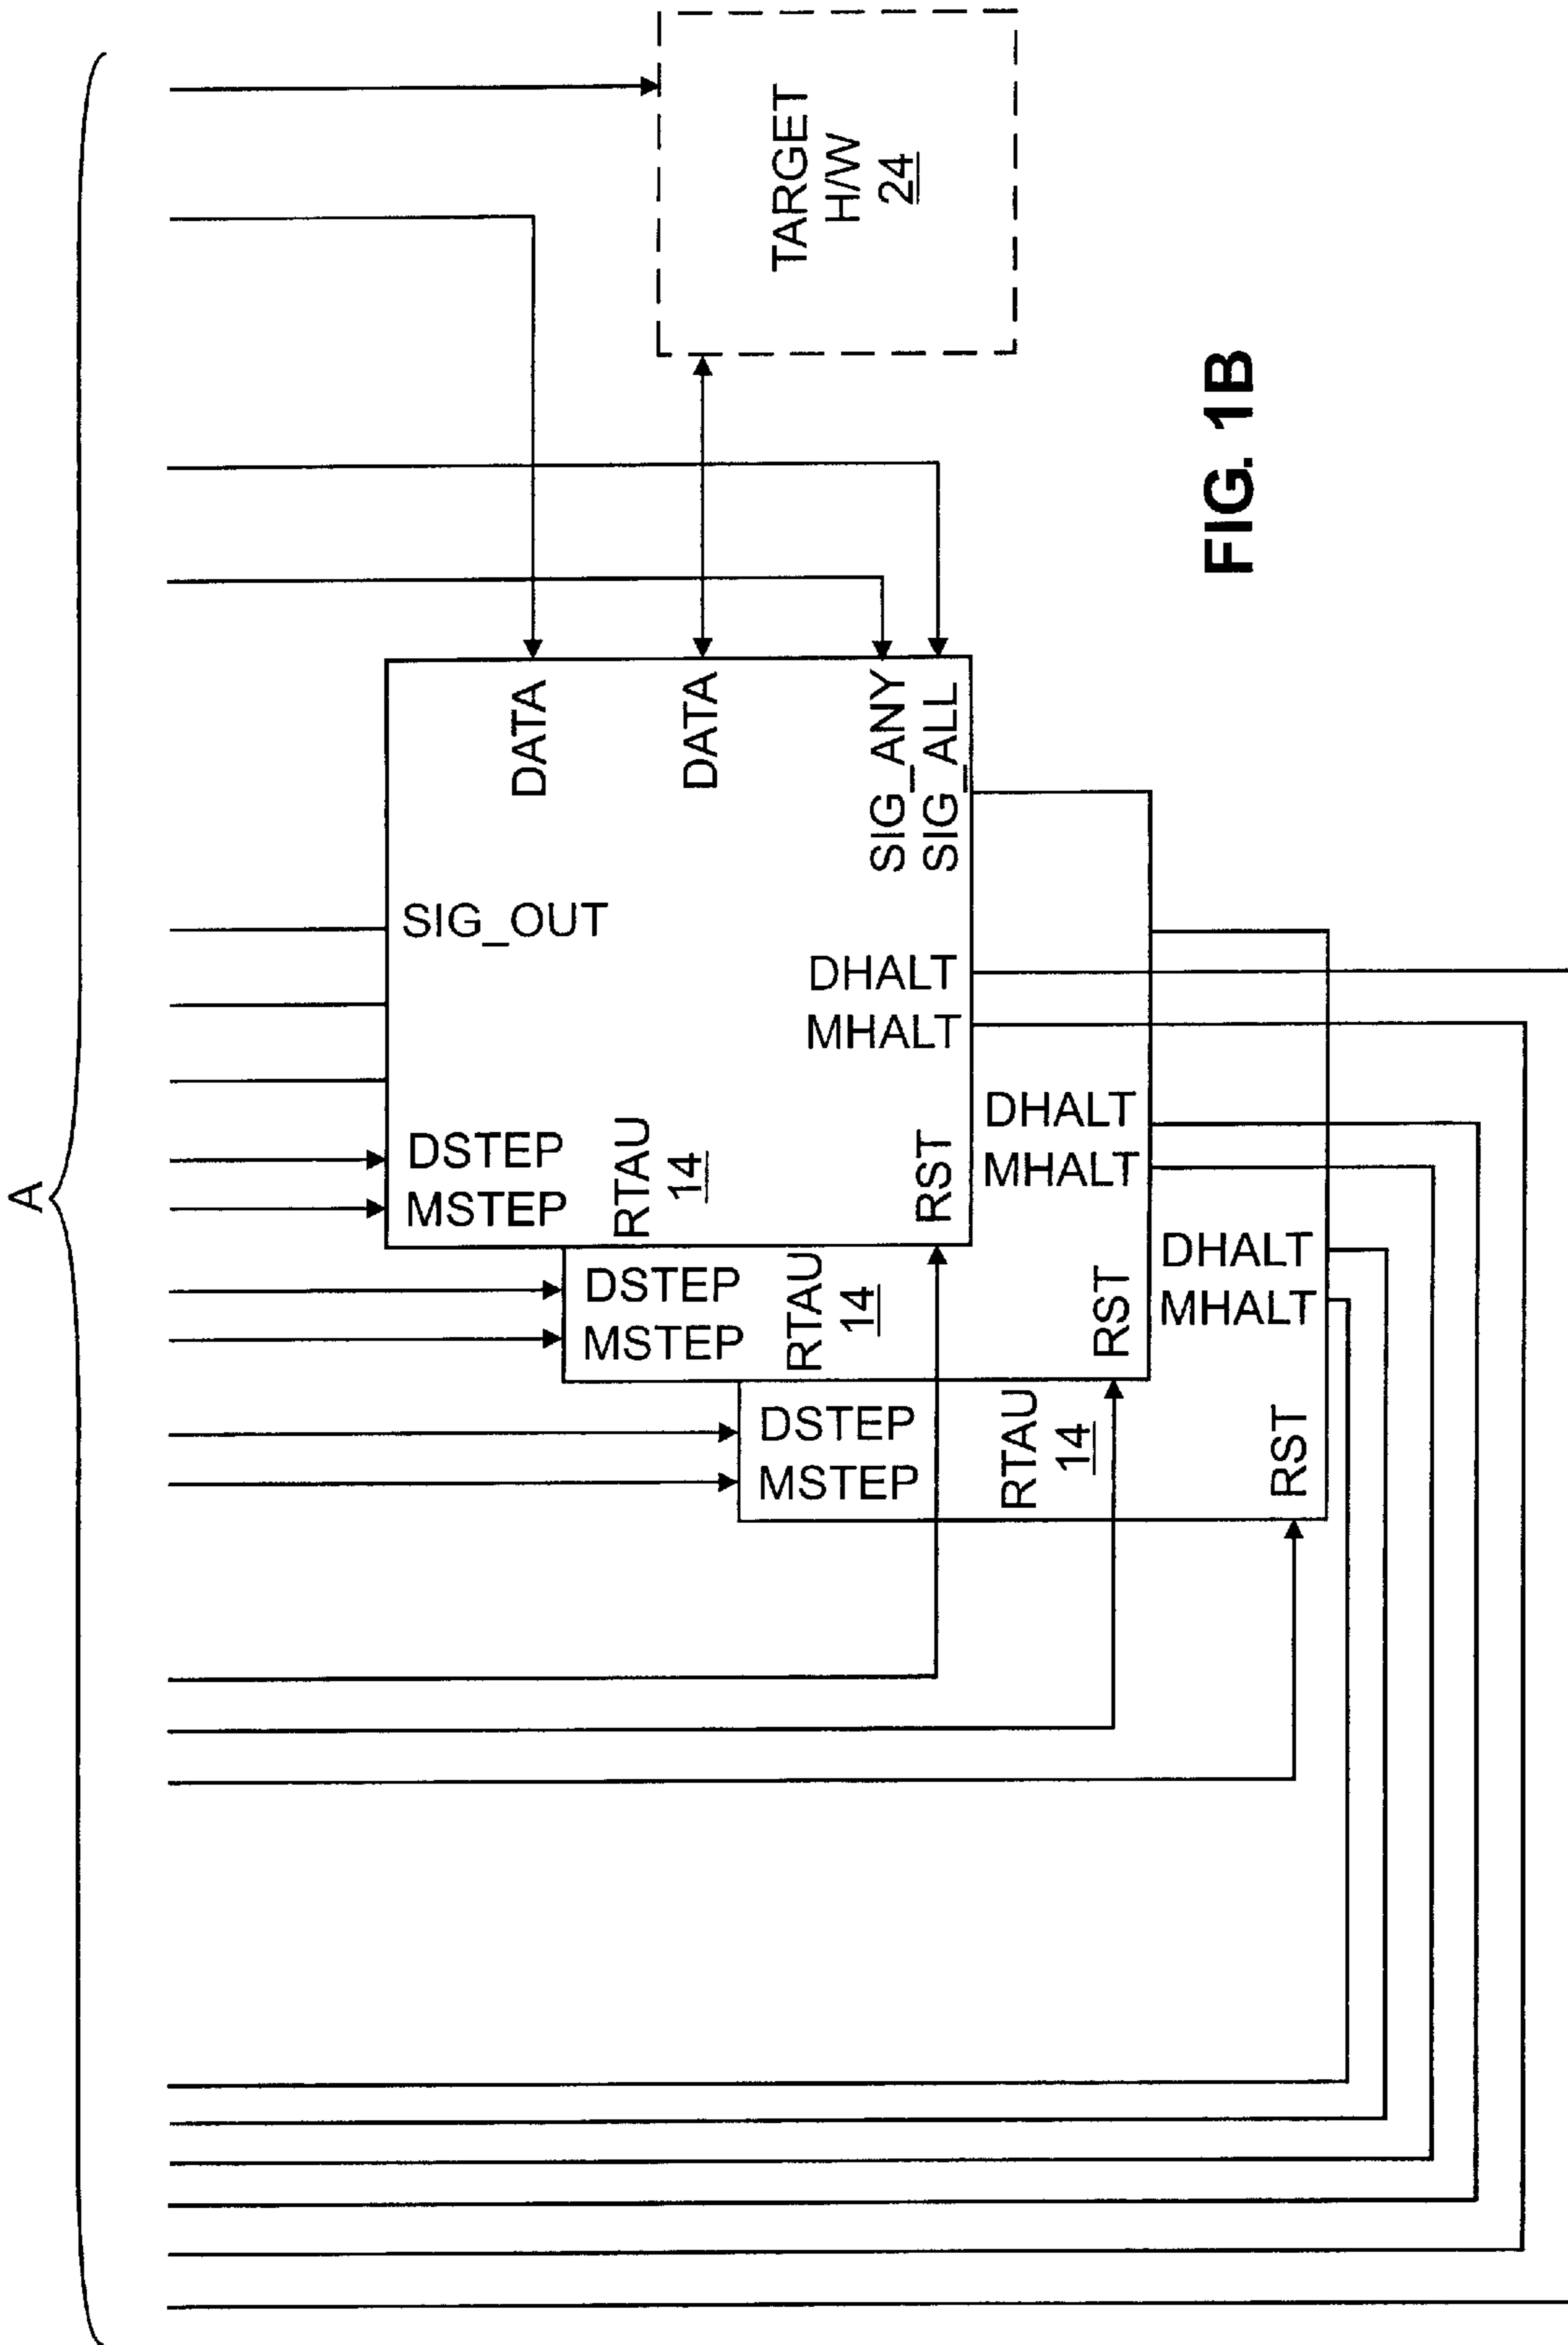 A
TARGET
H/W
24
DATA
DATA
SIG_ANY
SIG_ALL
SIG_OUT
DHALT
MHALT
DSTEP
MSTEP
RTAU
14
RST
DHALT
MHALT
DSTEP
MSTEP
RTAU
14
RST
DHALT
MHALT
DSTEP
MSTEP
RTAU
14
RST
FIG. 1B